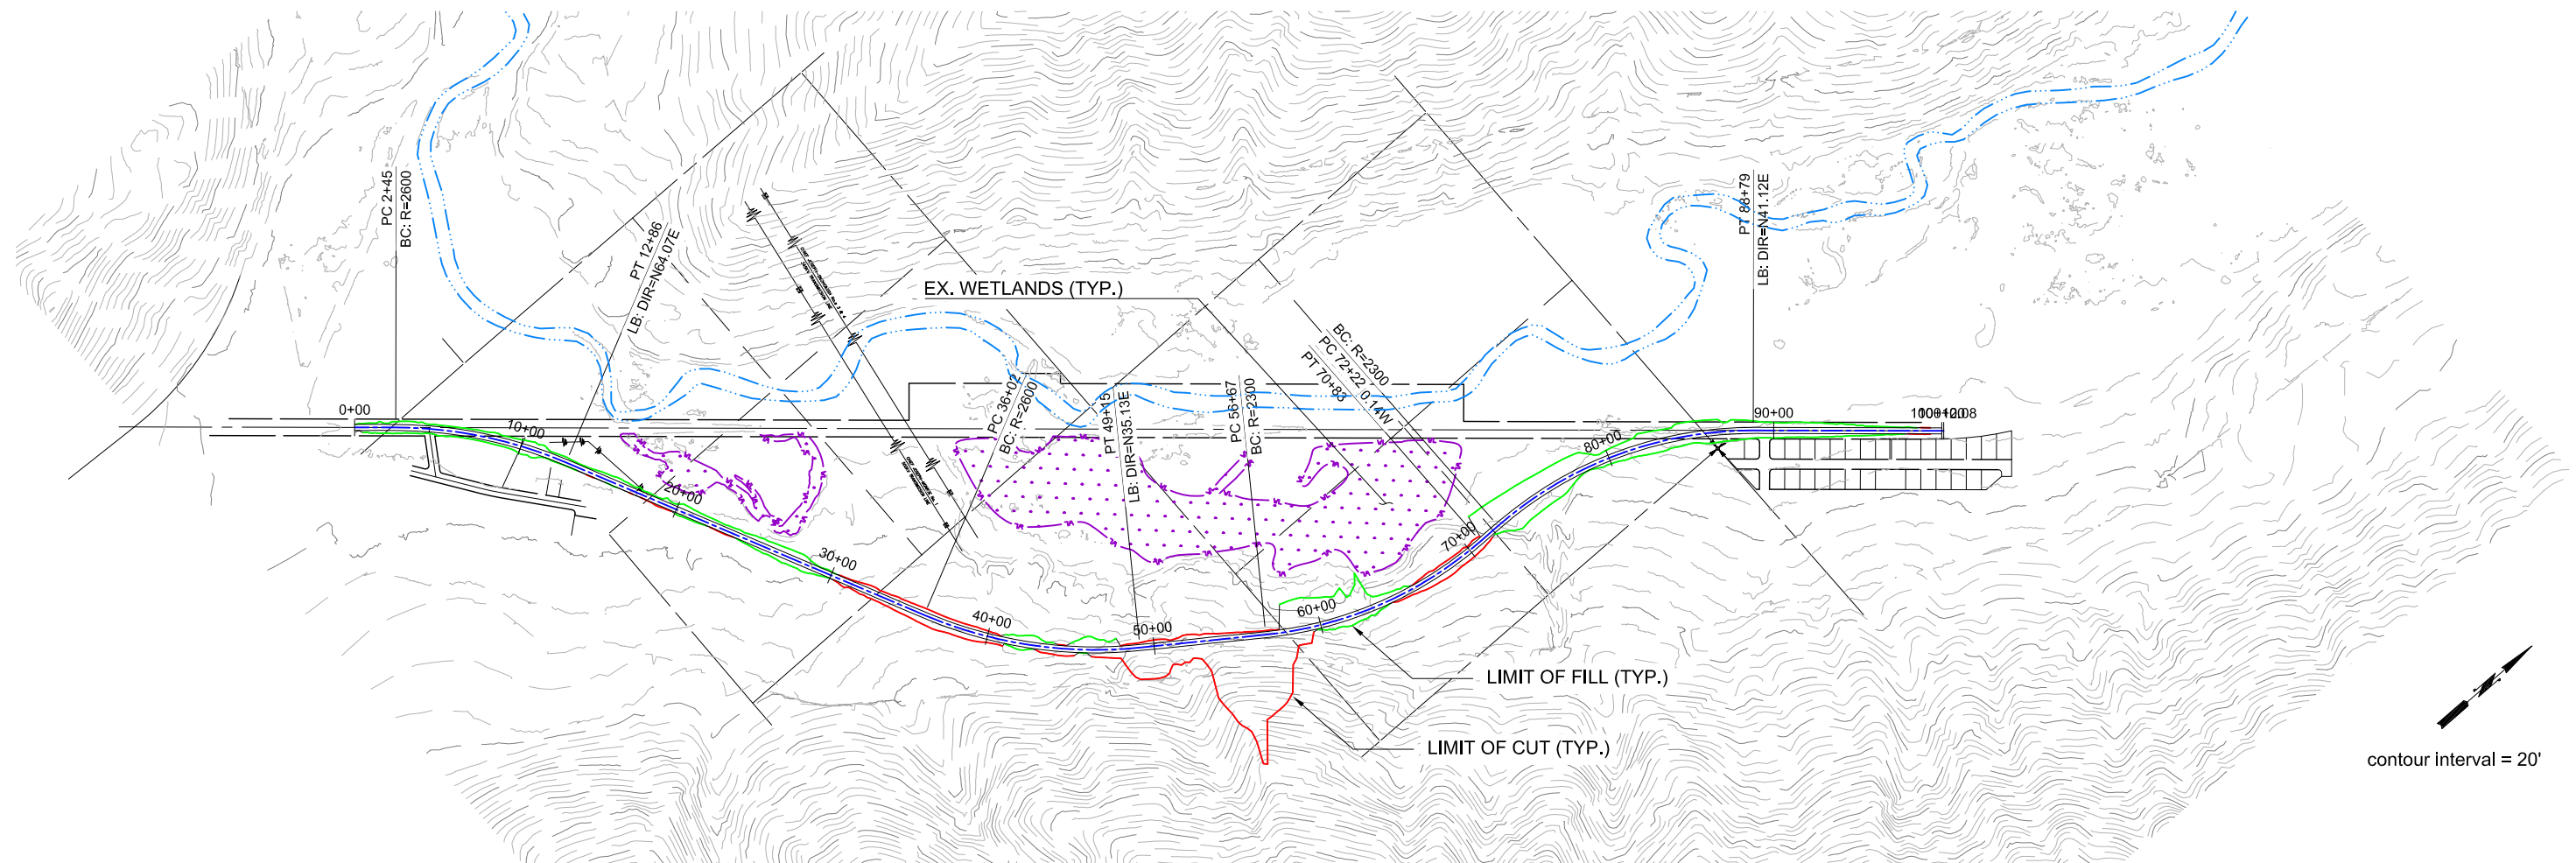 PC 2+45
BC: R=2600
0+00
10+00
PT 12+86
LB: DIR=N64.07E
20+00
30+00
EX. WETLANDS (TYP.)
PC 36+02
BC: R=2600
40+00
PT 49+45
LB: DIR=N35.13E
50+00
PC 56+67
BC: R=2300
60+00
BC: R=2300
PC 72+22 0.14W
PT 70+83
70+00
80+00
PT 88+79
LB: DIR=N41.12E
90+00
LIMIT OF FILL (TYP.)
LIMIT OF CUT (TYP.)
contour interval = 20'